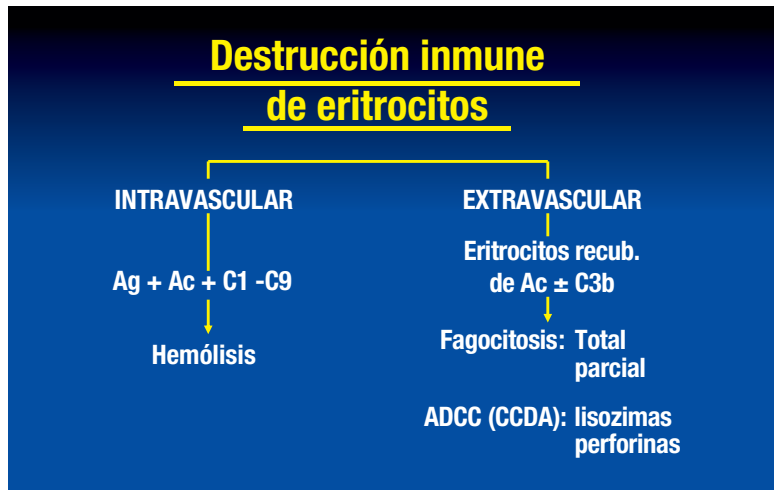 Destrucción inmune
de eritrocitos
INTRAVASCULAR
Ag + Ac + C1 -C9
Hemólisis
EXTRAVASCULAR
Eritrocitos recub.
de Ac ± C3b
Fagocitosis: Total
parcial
ADCC (CCDA): lisozimas
perforinas